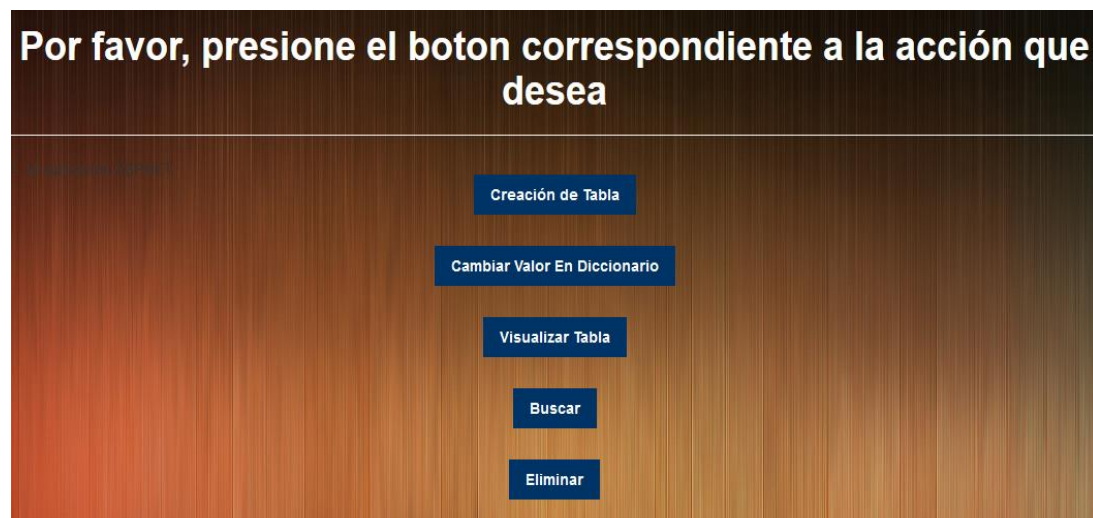 Por favor, presione el boton correspondiente a la acción que
desea
Creación de Tabla
Cambiar Valor En Diccionario
Visualizar Tabla
Buscar
Eliminar